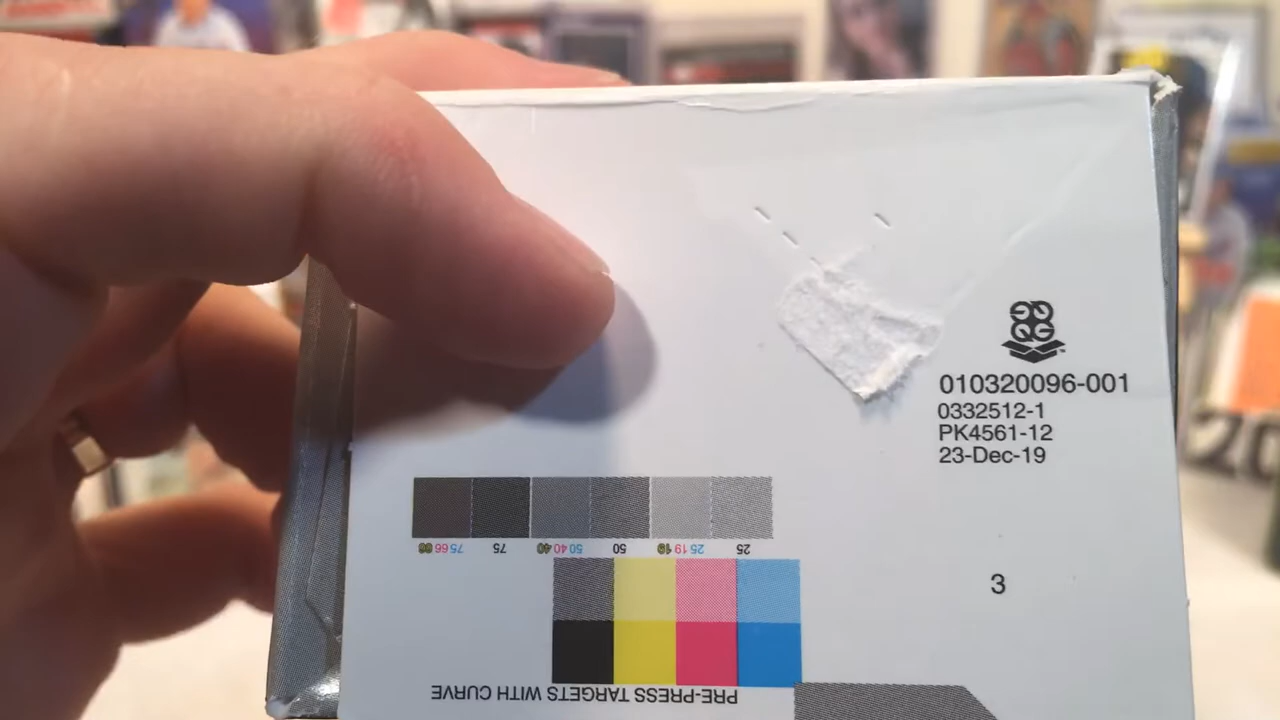 010320096-001
0332512-1
PK4561-12
23-Dec-19
75 66 66 75 50 40 40 50 25 19 19 25
3
PRE-PRESS TARGETS WITH CURVE